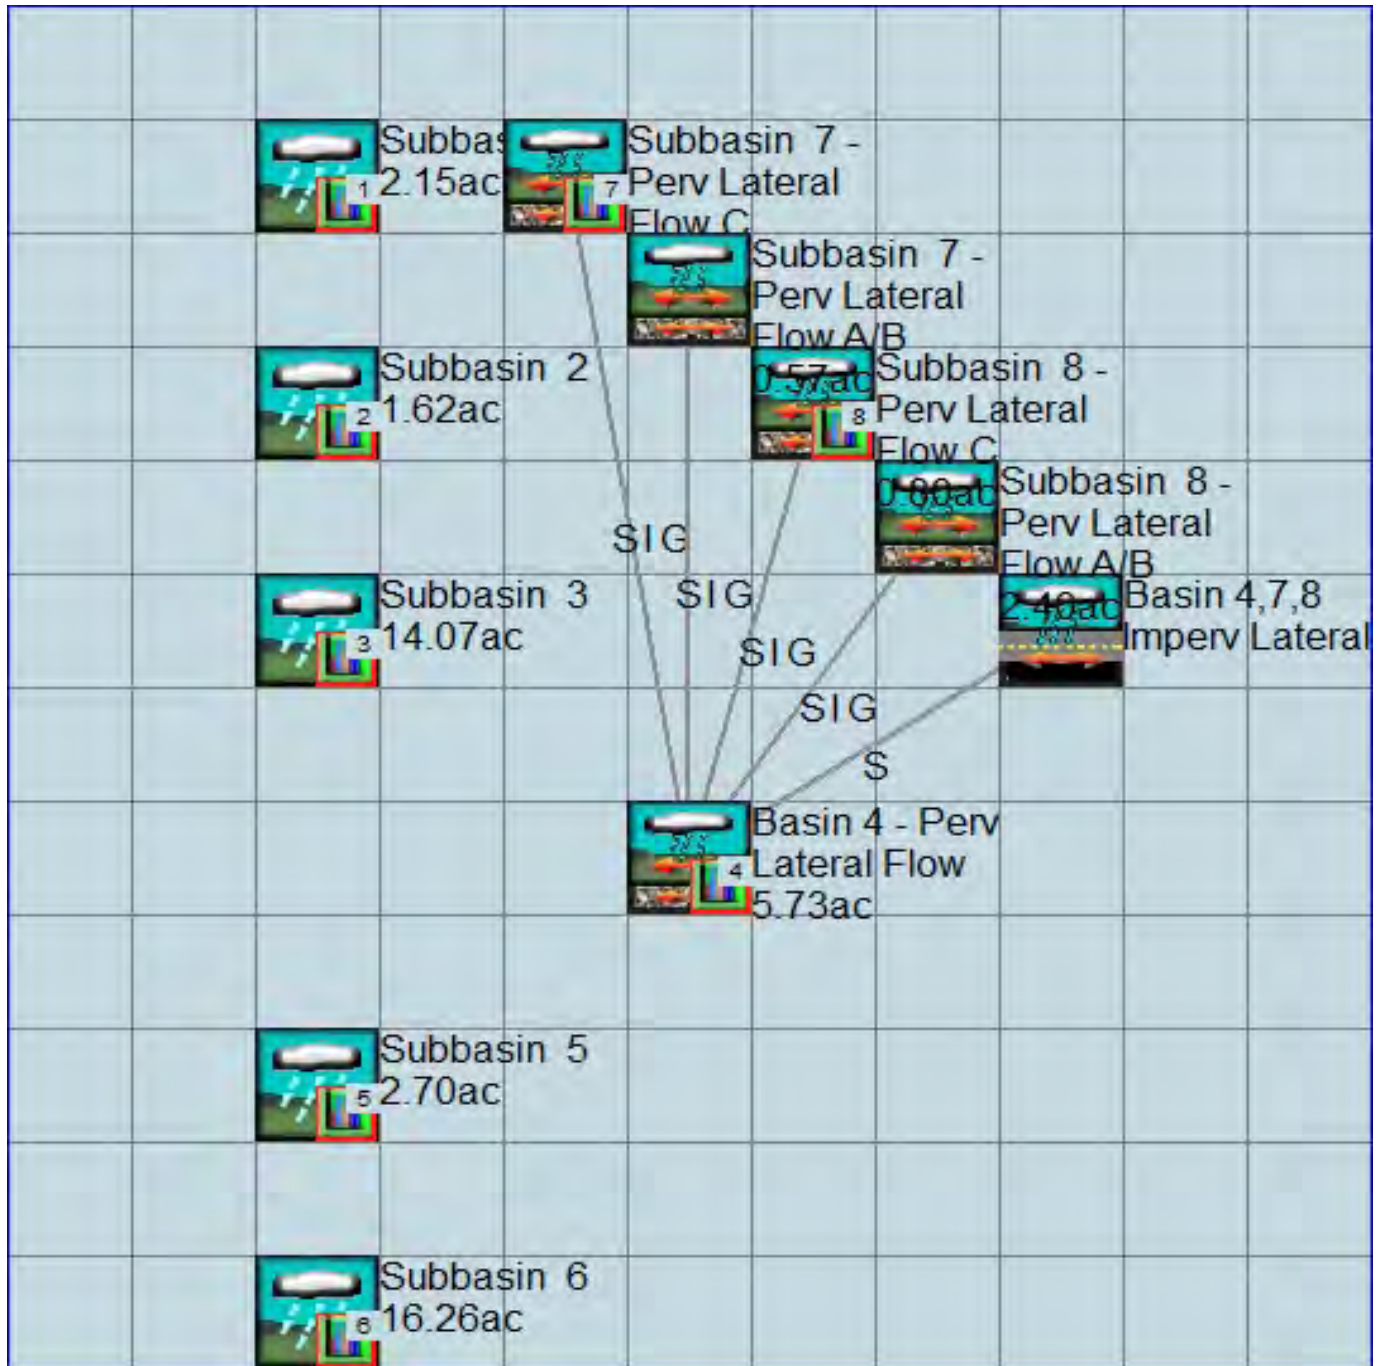 Subbas
1 2.15ac
Subbasin 7 -
7 Perv Lateral
Flow C
Subbasin 7 -
Perv Lateral
Flow A/B
0.57ac
Subbasin 2
2 1.62ac
Subbasin 8 -
8 Perv Lateral
Flow C
0.80ac
Subbasin 8 -
Perv Lateral
Flow A/B
2.40ac
SIG
SIG
SIG
SIG
S
Subbasin 3
3 14.07ac
Basin 4,7,8
Imperv Lateral
Basin 4 - Perv
4 Lateral Flow
5.73ac
Subbasin 5
5 2.70ac
Subbasin 6
6 16.26ac